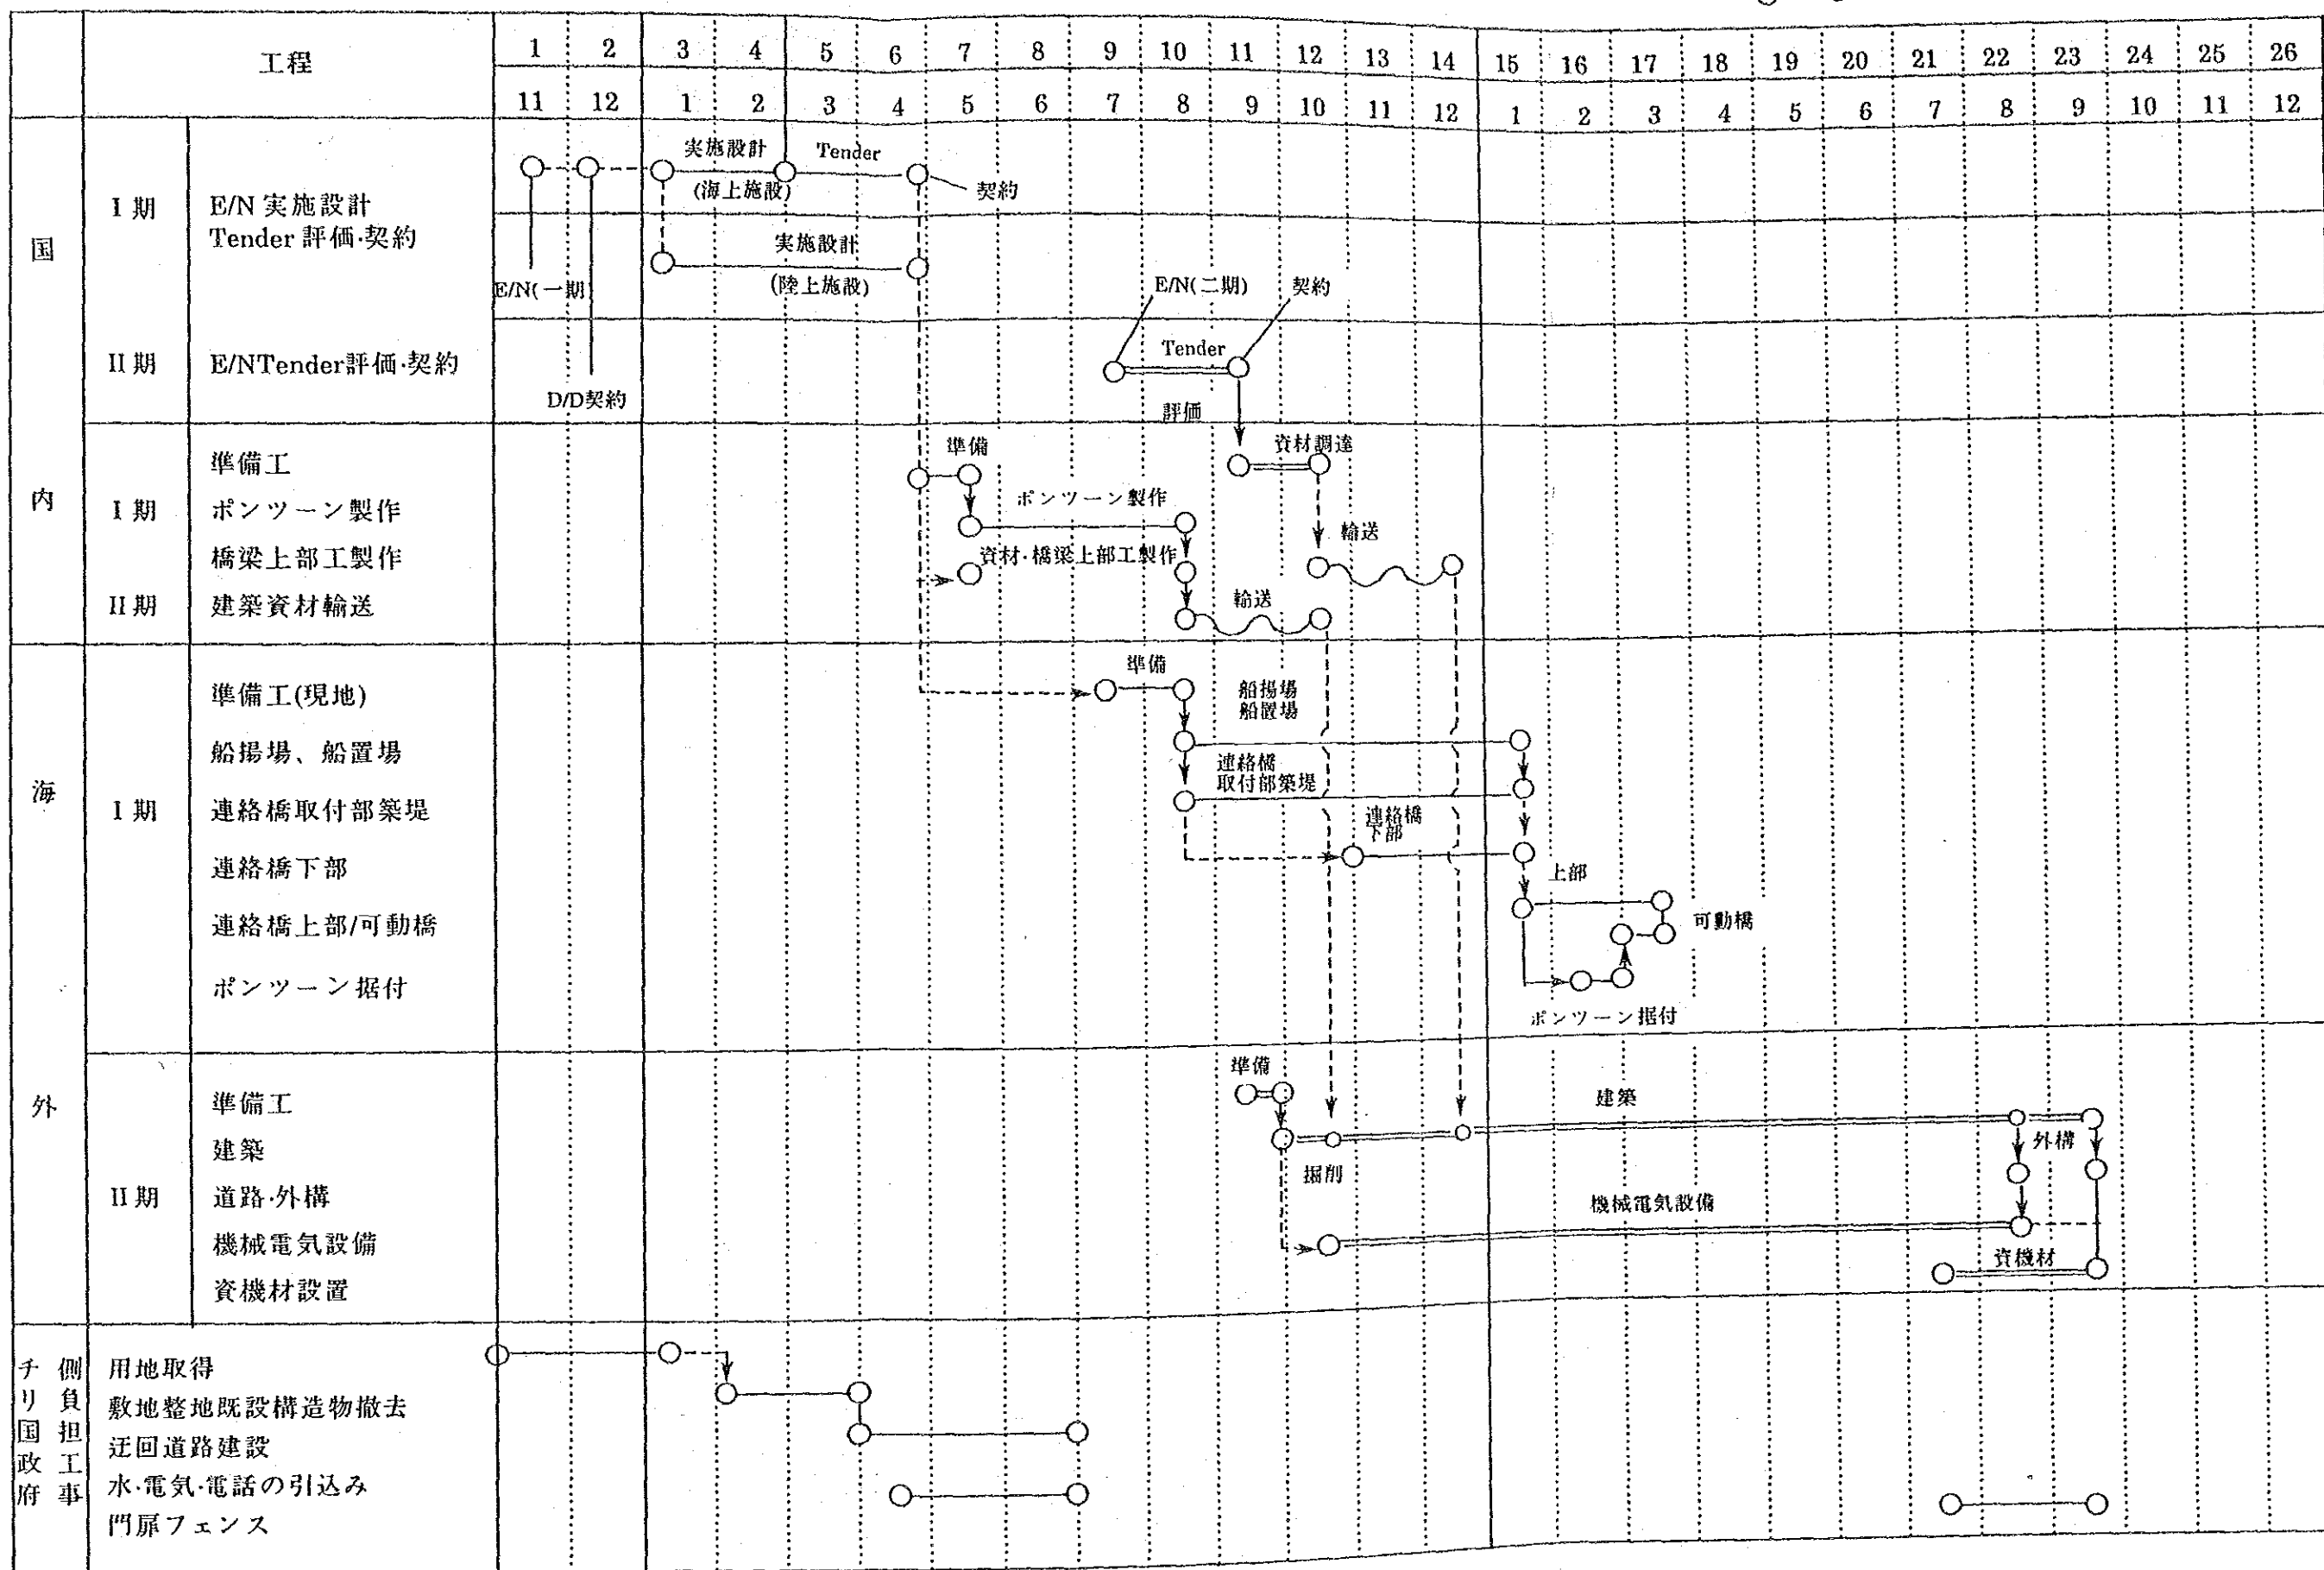 工程
1 2 3 4 5 6 7 8 9 10 11 12 13 14 15 16 17 18 19 20 21 22 23 24 25 26
11 12 1 2 3 4 5 6 7 8 9 10 11 12 1 2 3 4 5 6 7 8 9 10 11 12
国
内
I期
E/N 実施設計
Tender 評価·契約
実施設計
Tender
(海上施設)
契約
実施設計
(陸上施設)
E/N(一期)
D/D契約
II期
E/NTender評価·契約
E/N(二期)
契約
Tender
評価
準備工
I期
ポンツーン製作
橋梁上部工製作
II期
建築資材輸送
準備
資材調達
ポンツーン製作
輸送
資材·橋梁上部工製作
輸送
海
外
準備工(現地)
船揚場、船置場
I期
連絡橋取付部築堤
連絡橋下部
連絡橋上部/可動橋
ポンツーン据付
準備
船揚場
船置場
連絡橋
取付部築堤
連絡橋
下部
上部
可動橋
ポンツーン据付
準備工
建築
II期
道路·外構
機械電気設備
資機材設置
準備
建築
掘削
外構
機械電気設備
資機材
チリ国政府
側負担工事
用地取得
敷地整地既設構造物撤去
迂回道路建設
水·電気·電話の引込み
門扉フェンス